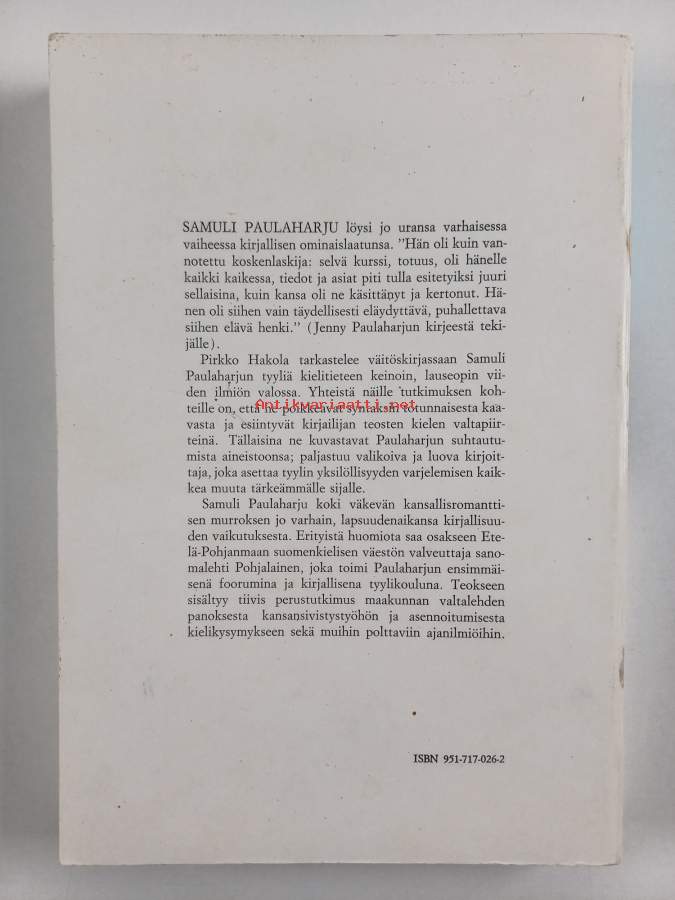 SAMULI PAULAHARJU löysi jo uransa varhaisessa
vaiheessa kirjallisen ominaislaatunsa. ”Hän oli kuin van-
notettu koskenlaskija: selvä kurssi, totuus, oli hänelle
kaikki kaikessa, tiedot ja asiat piti tulla esitetyiksi juuri
sellaisina, kuin kansa oli ne käsittänyt ja kertonut. Hä-
nen oli siihen vain täydellisesti eläydyttävä, puhallettava
siihen elävä henki.” (Jenny Paulaharjun kirjeestä teki-
jälle).
Pirkko Hakola tarkastelee väitöskirjassaan Samuli
Paulaharjun tyyliä kielitieteen keinoin, lauseopin vii-
den ilmiön valossa. Yhteistä näille tutkimuksen koh-
teille on, että ne poikkeavat syntaksin totunnaisesta kaa-
Antikvariaatti.net
vasta ja esiintyvät kirjailijan teosten kielen valtapiir-
teinä. Tällaisina ne kuvastavat Paulaharjun suhtautu-
mista aineistoonsa; paljastuu valikoiva ja luova kirjoit-
taja, joka asettaa tyylin yksilöllisyyden varjelemisen kaik-
kea muuta tärkeämmälle sijalle.
Samuli Paulaharju koki väkevän kansallisromantti-
sen murroksen jo varhain, lapsuudenaikansa kirjallisuu-
den vaikutuksesta. Erityistä huomiota saa osakseen Ete-
lä-Pohjanmaan suomenkielisen väestön valveuttaja sano-
malehti Pohjalainen, joka toimi Paulaharjun ensimmäi-
senä foorumina ja kirjallisena tyylikouluna. Teokseen
sisältyy tiivis perustutkimus maakunnan valtalehden
panoksesta kansansivistystyöhön ja asennoitumisesta
kielikysymykseen sekä muihin polttaviin ajanilmiöihin.
ISBN 951-717-026-2